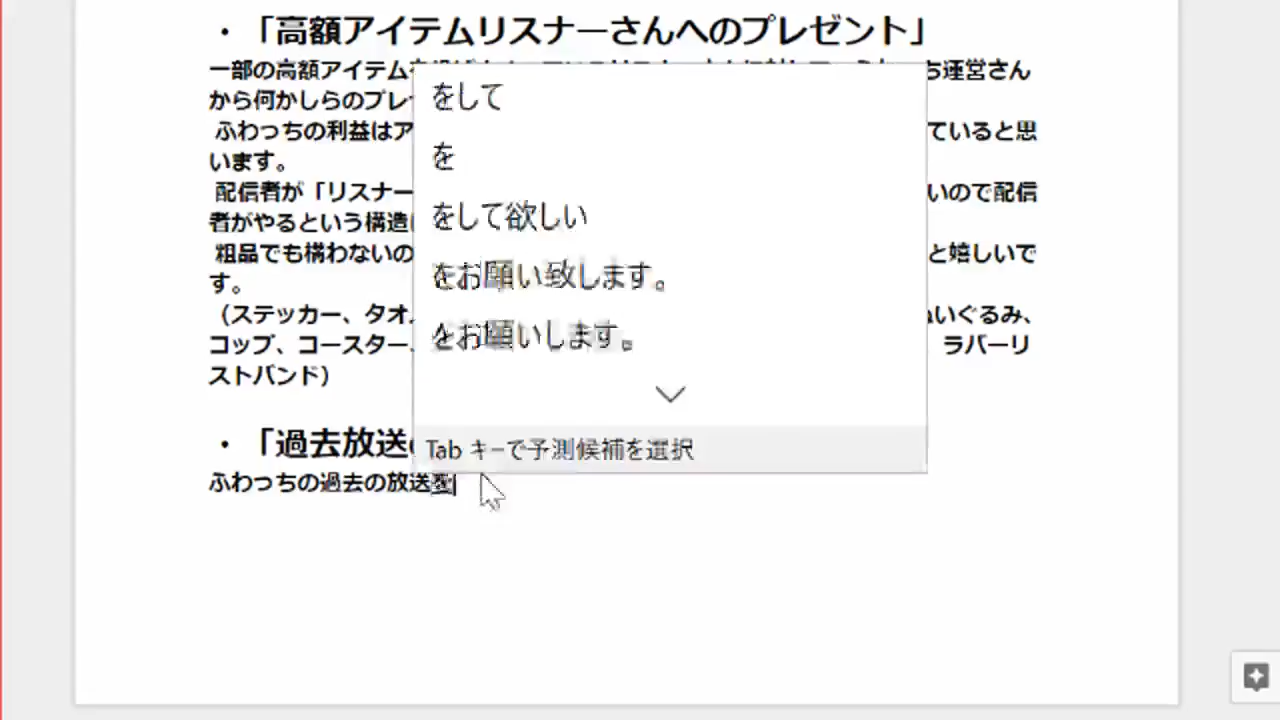 ・「高額アイテムリスナーさんへのプレゼント」
一部の高額アイテム ち運営さん
から何かしらのプレ
ふわっちの利益はア ていると思
います。
配信者が「リスナー いので配信
者がやるという構造
粗品でも構わないの と嬉しいで
す。
（ステッカー、タオ いぐるみ、
コップ、コースター、 ラバーリ
ストバンド）
・「過去放送
ふわっちの過去の放送を
をして
を
をして欲しい
をお願い致します。
をお願いします。
Tab キーで予測候補を選択